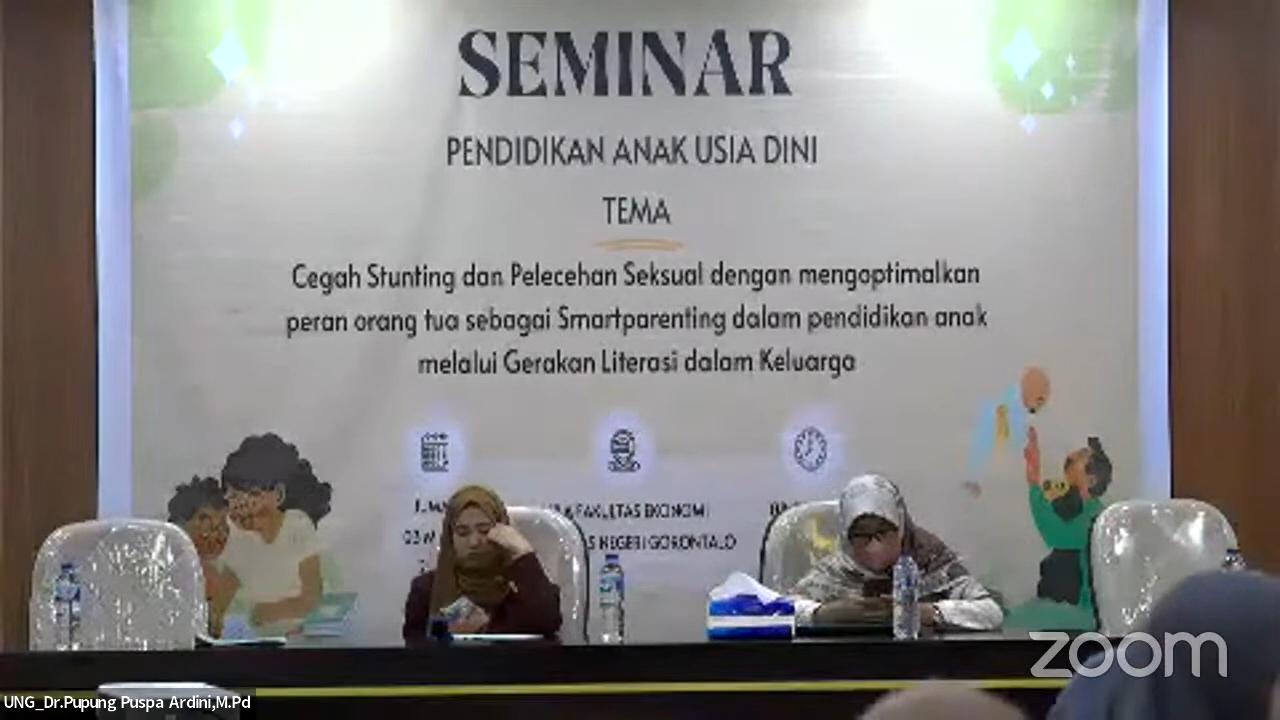 SEMINAR
PENDIDIKAN ANAK USIA DINI
TEMA
Cegah Stunting dan Pelecehan Seksual dengan mengoptimalkan
peran orang tua sebagai Smartparenting dalam pendidikan anak
melalui Gerakan Literasi dalam Keluarga
FAKULTAS EKONOMI
03
NEGERI GORONTALO
zoom
UNG_Dr.Pupung Puspa Ardini,M.Pd